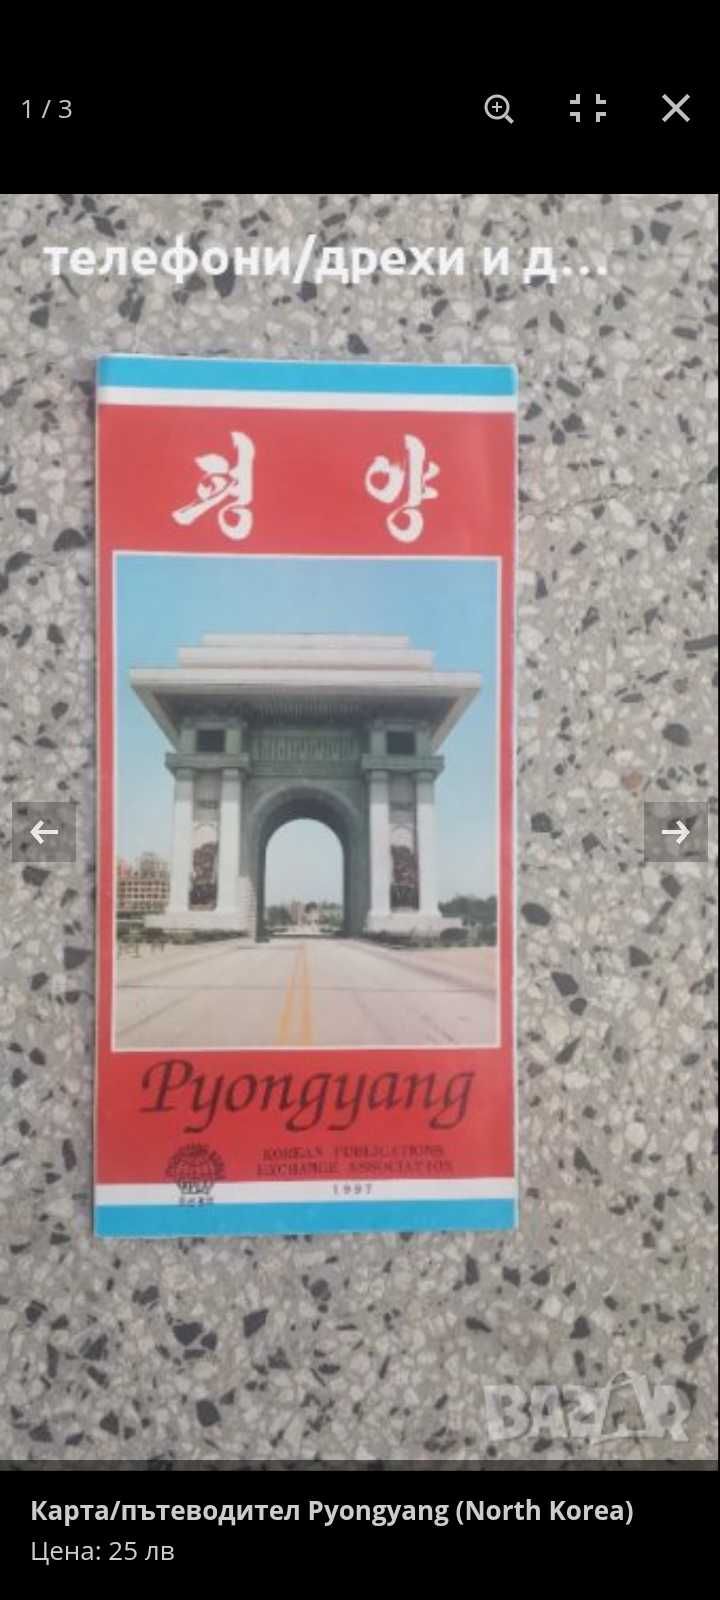 1 / 3
телефони/дрехи и д...
평 양
Pyongyang
KOREAN PUBLICATIONS
EXCHANGE ASSOCIATION
1997
BAZAR
Карта/пътеводител Pyongyang (North Korea)
Цена: 25 лв